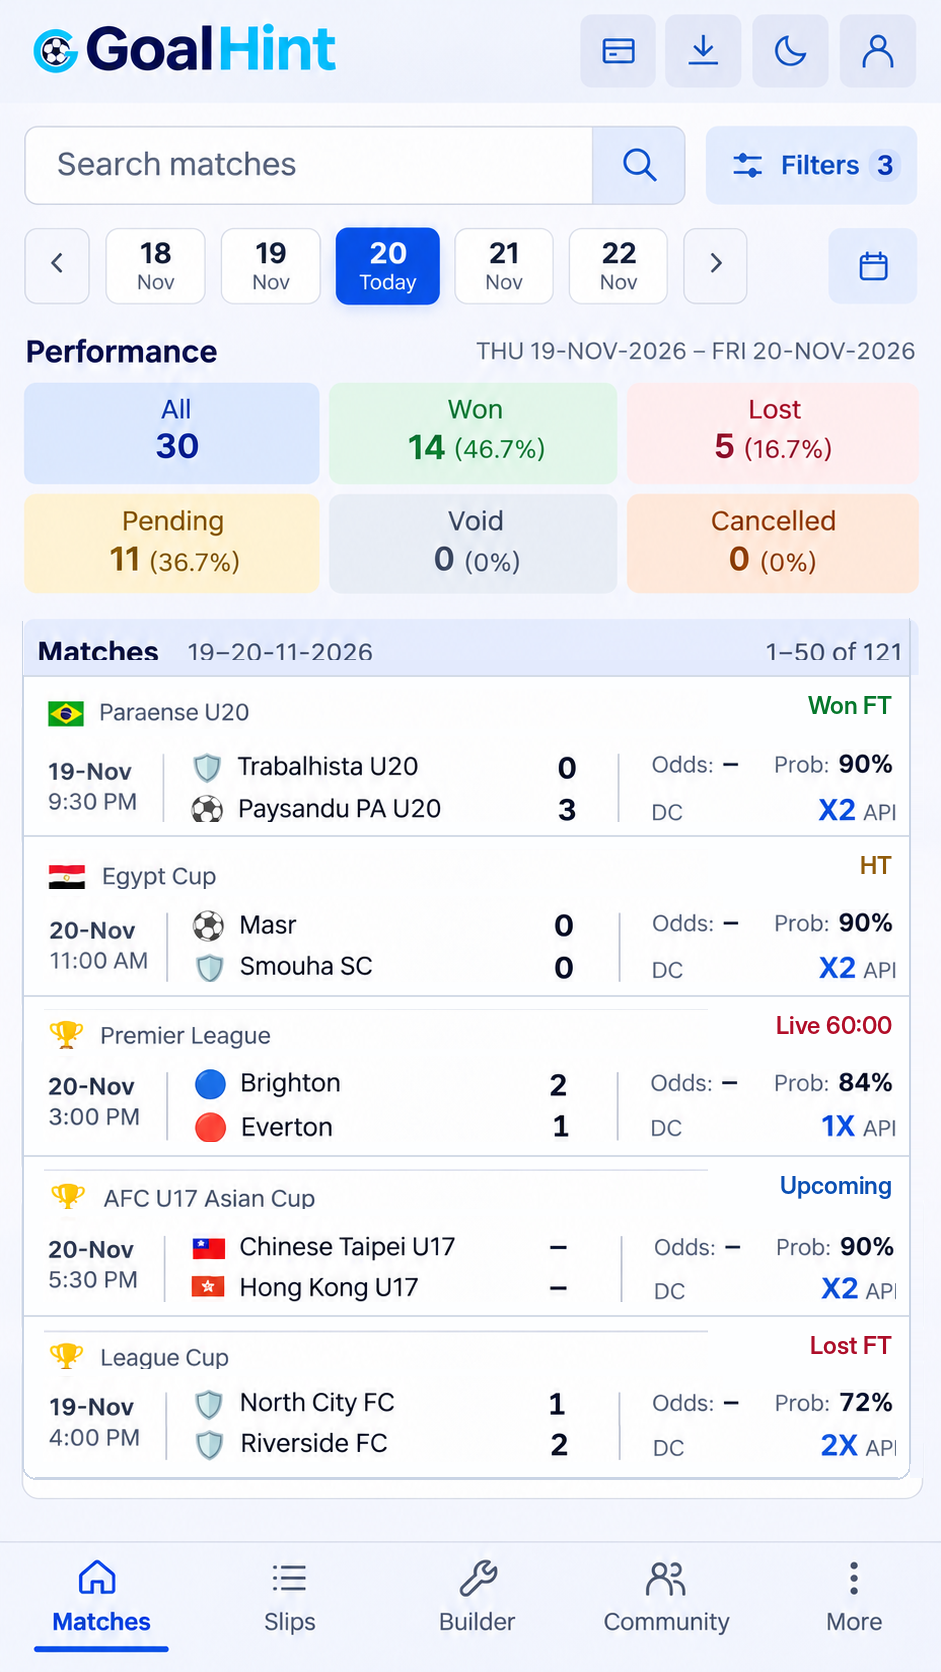 GoalHint
Search matches
Filters 3
18 Nov
19 Nov
20 Today
21 Nov
22 Nov
Performance THU 19-NOV-2026 – FRI 20-NOV-2026
All
30
Won
14 (46.7%)
Lost
5 (16.7%)
Pending
11 (36.7%)
Void
0 (0%)
Cancelled
0 (0%)
Matches 19–20-11-2026 1–50 of 121
Paraense U20 Won FT
19-Nov
9:30 PM
Trabalhista U20 0
Paysandu PA U20 3
Odds: – Prob: 90%
DC X2 API
Egypt Cup HT
20-Nov
11:00 AM
Masr 0
Smouha SC 0
Odds: – Prob: 90%
DC X2 API
Premier League Live 60:00
20-Nov
3:00 PM
Brighton 2
Everton 1
Odds: – Prob: 84%
DC 1X API
AFC U17 Asian Cup Upcoming
20-Nov
5:30 PM
Chinese Taipei U17 –
Hong Kong U17 –
Odds: – Prob: 90%
DC X2 API
League Cup Lost FT
19-Nov
4:00 PM
North City FC 1
Riverside FC 2
Odds: – Prob: 72%
DC 2X API
Matches
Slips
Builder
Community
More